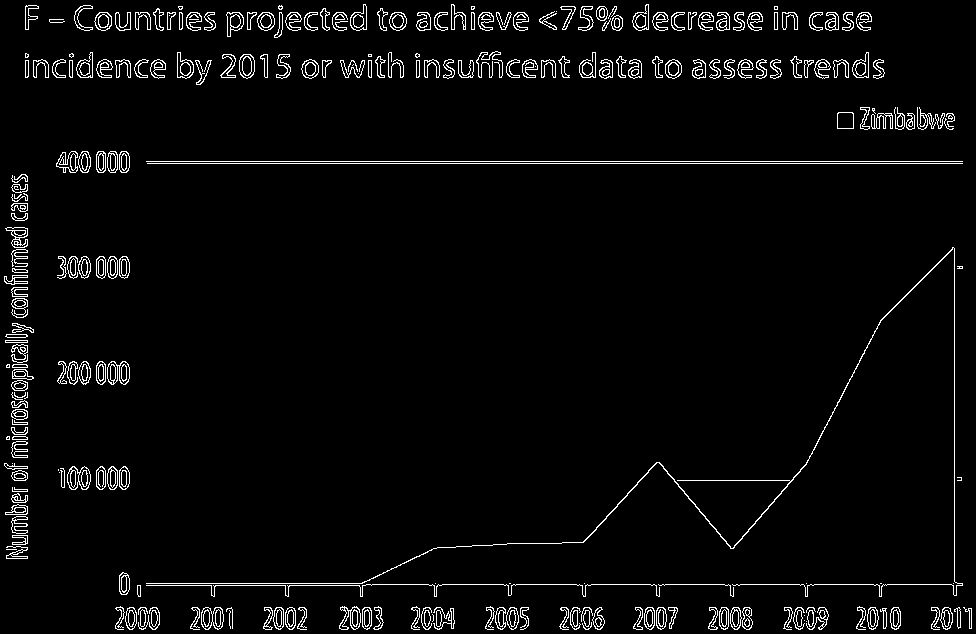 F – Countries projected to achieve <75% decrease in case
incidence by 2015 or with insufficent data to assess trends
Zimbabwe
Number of microscopically confirmed cases
400 000
300 000
200 000
100 000
0
2000 2001 2002 2003 2004 2005 2006 2007 2008 2009 2010 2011